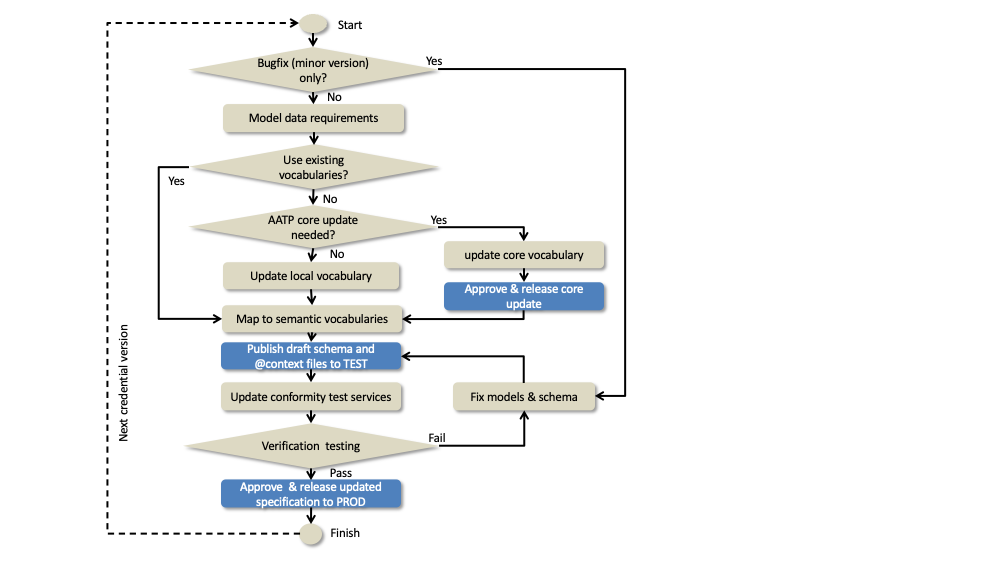 Start
Bugfix (minor version)
only?
Yes
No
Model data requirements
Use existing
vocabularies?
Yes
No
AATP core update
needed?
Yes
No
update core vocabulary
Update local vocabulary
Approve & release core
update
Map to semantic vocabularies
Publish draft schema and
@context files to TEST
Update conformity test services
Fix models & schema
Next credential version
Verification testing
Fail
Pass
Approve & release updated
specification to PROD
Finish